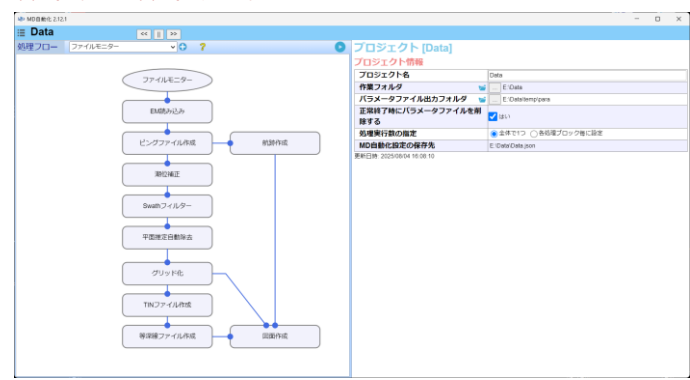 MD自動化 2.12.1
Data
<< || >>
処理フロー ファイルモニター ?
ファイルモニター
EM読み込み
ピングファイル作成
航跡作成
潮位補正
Swathフィルター
平面推定自動除去
グリッド化
TINファイル作成
等深線ファイル作成
図面作成
プロジェクト [Data]
プロジェクト情報
プロジェクト名 Data
作業フォルダ ... E:\Data
パラメータファイル出力フォルダ ... E:\Data\temp\para
正常終了時にパラメータファイルを削除する はい
処理実行数の指定 全体で1つ 各処理ブロック毎に設定
MD自動化設定の保存先 E:\Data\Data.json
更新日時: 2025/08/04 16:08:10